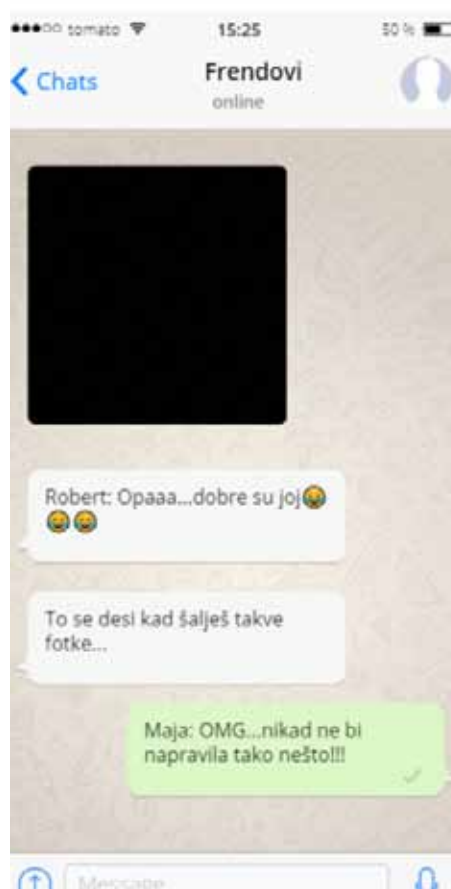 tomato 15:25 50 %
Chats
Frendovi
online
Robert: Opaaa...dobre su joj😂
😂😂
To se desi kad šalješ takve
fotke...
Maja: OMG...nikad ne bi
napravila tako nešto!!!
Message